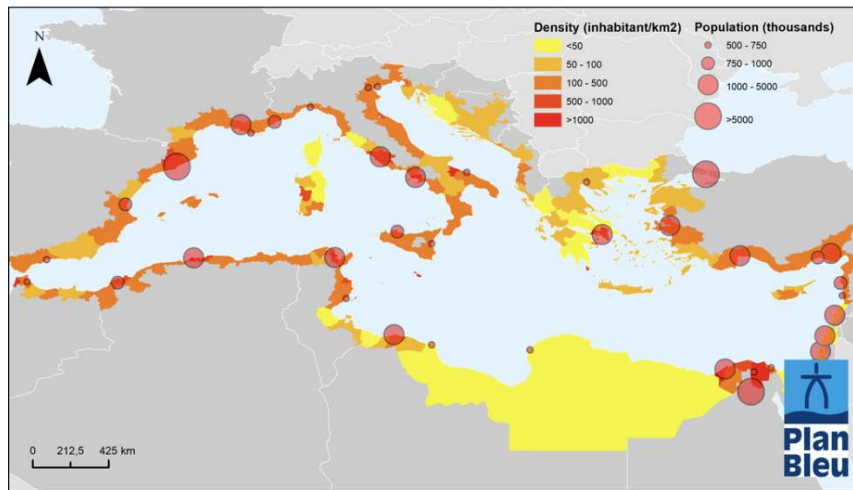 N
Density (inhabitant/km2)
<50
50 - 100
100 - 500
500 - 1000
>1000
Population (thousands)
500 - 750
750 - 1000
1000 - 5000
>5000
0 212,5 425 km
Plan
Bleu